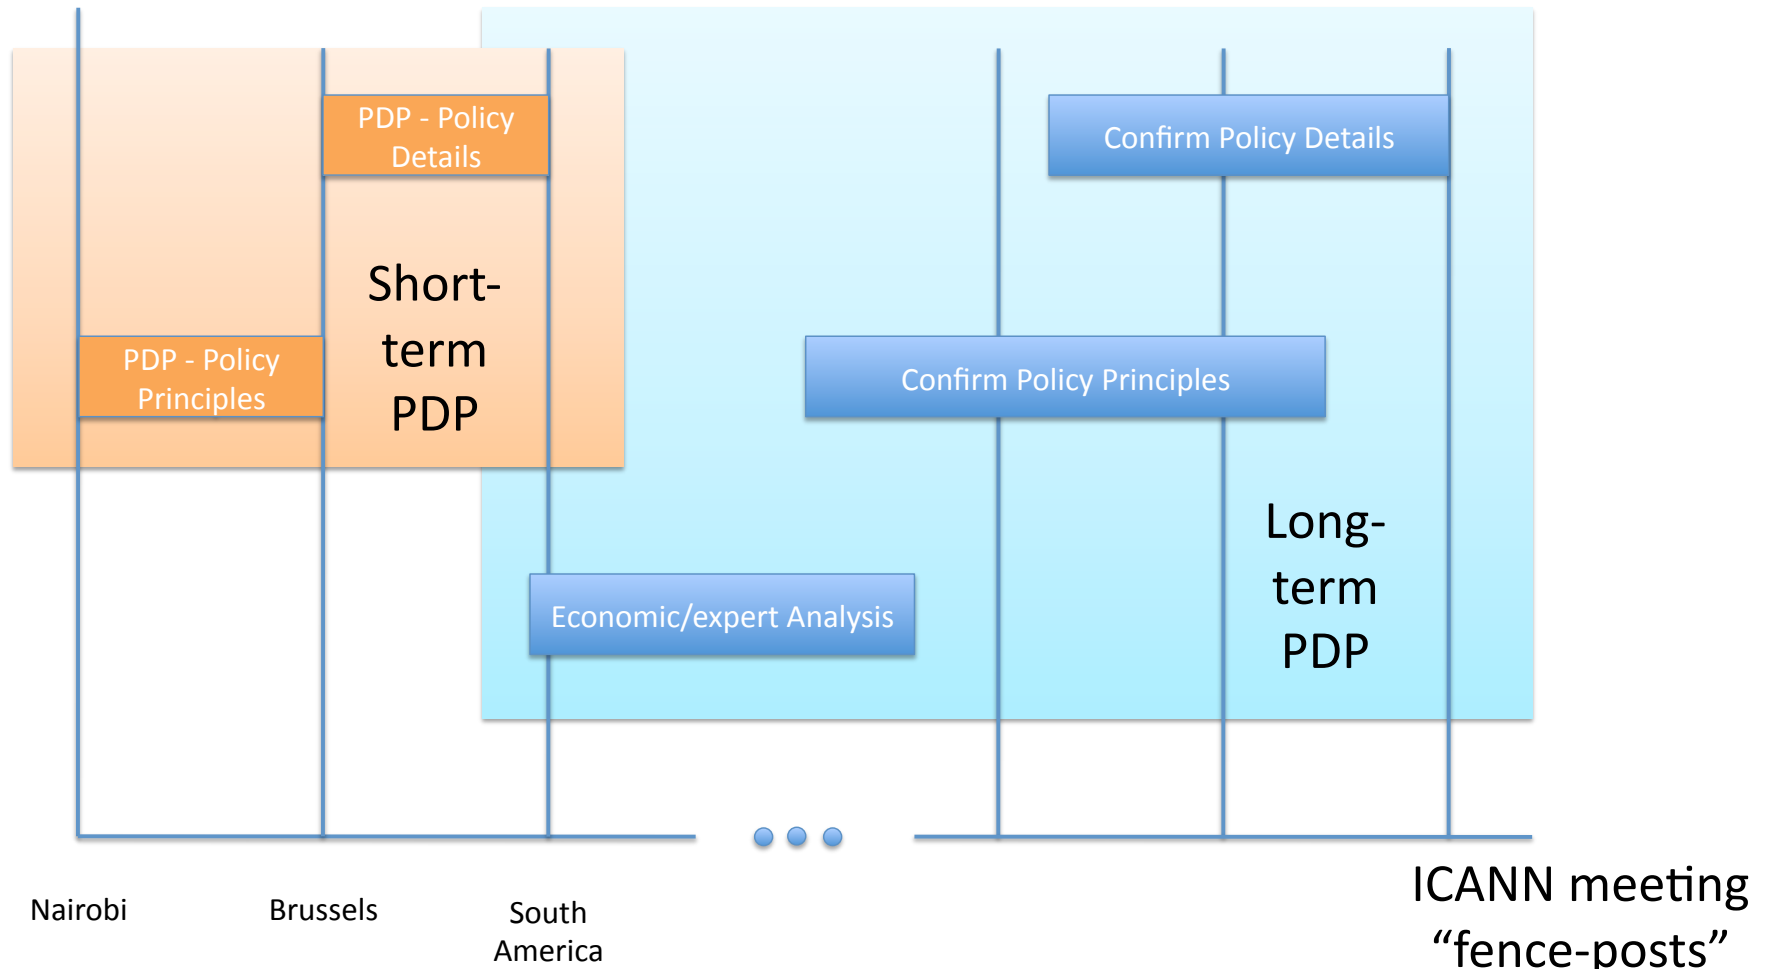 PDP - Policy
Details
Confirm Policy Details
Short-
term
PDP
PDP - Policy
Principles
Confirm Policy Principles
Long-
term
PDP
Economic/expert Analysis
Nairobi
Brussels
South
America
ICANN meeting
“fence-posts”